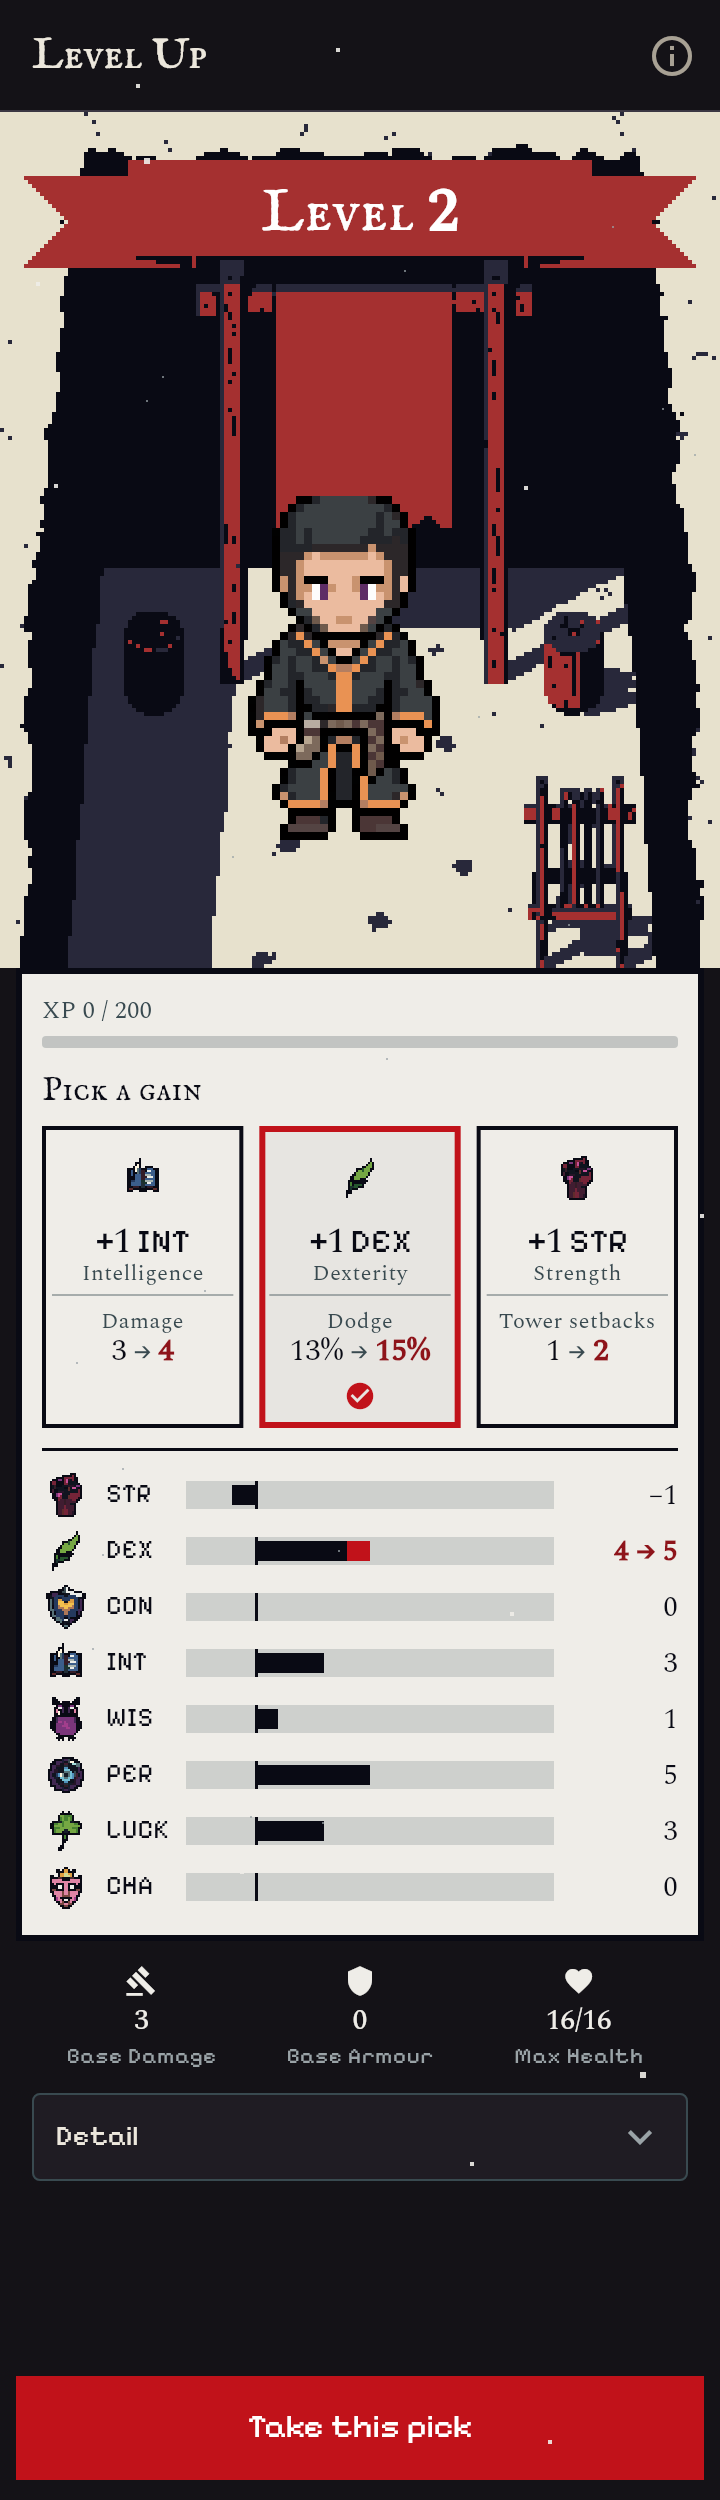 Level Up
Level 2
XP 0 / 200
Pick a gain
+1 INT
Intelligence
Damage
3 → 4
+1 DEX
Dexterity
Dodge
13% → 15%
+1 STR
Strength
Tower setbacks
1 → 2
STR −1
DEX 4 → 5
CON 0
INT 3
WIS 1
PER 5
LUCK 3
CHA 0
3
Base Damage
0
Base Armour
16/16
Max Health
Detail
Take this pick